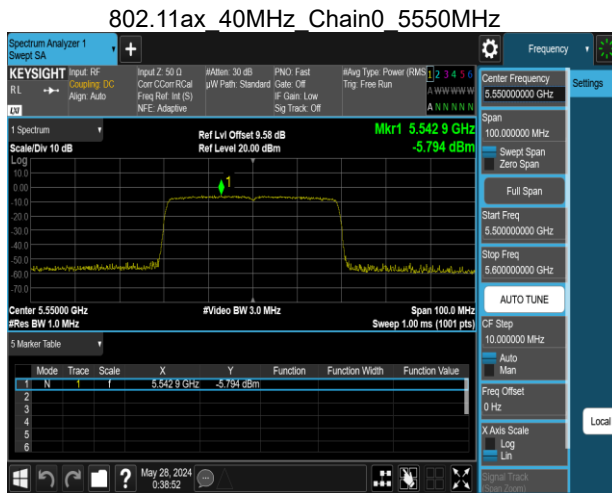 802.11ax_40MHz_Chain0_5550MHz
Spectrum Analyzer 1
Swept SA
+
Frequency
KEYSIGHT
RL
LXI
Input: RF
Coupling: DC
Align: Auto
Input Z: 50 Ω
Corr CCorr RCal
Freq Ref: Int (S)
NFE: Adaptive
#Atten: 30 dB
µW Path: Standard
PNO: Fast
Gate: Off
IF Gain: Low
Sig Track: Off
#Avg Type: Power (RMS
Trig: Free Run
1 2 3 4 5 6
A W W W W W
A N N N N N
Center Frequency
5.550000000 GHz
Settings
1 Spectrum
Scale/Div 10 dB
Ref Lvl Offset 9.58 dB
Ref Level 20.00 dBm
Mkr1 5.542 9 GHz
-5.794 dBm
Span
100.000000 MHz
Swept Span
Zero Span
Full Span
Start Freq
5.500000000 GHz
Stop Freq
5.600000000 GHz
AUTO TUNE
CF Step
10.000000 MHz
Auto
Man
Freq Offset
0 Hz
X Axis Scale
Log
Lin
Signal Track
(Span Zoom)
Local
Log
10.0
0.00
-10.0
-20.0
-30.0
-40.0
-50.0
-60.0
-70.0
1
Center 5.55000 GHz
#Video BW 3.0 MHz
Span 100.0 MHz
#Res BW 1.0 MHz
Sweep 1.00 ms (1001 pts)
5 Marker Table
Mode Trace Scale X Y Function Function Width Function Value
1 N 1 f 5.542 9 GHz -5.794 dBm
2
3
4
5
6
?
May 28, 2024
0:38:52